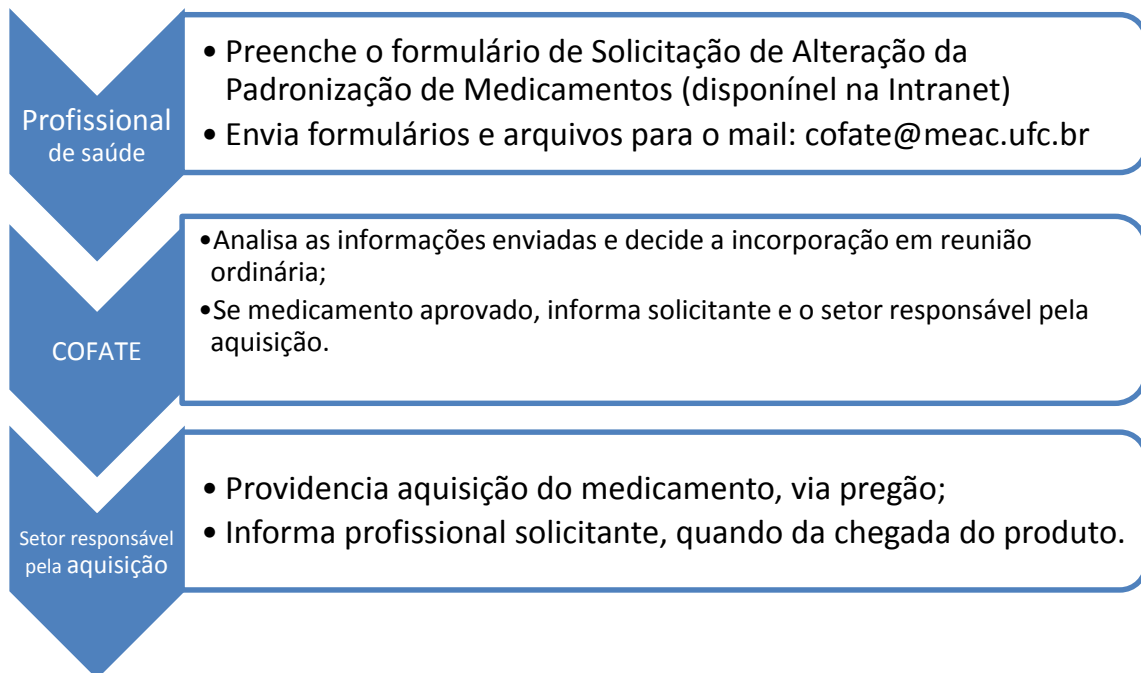 Profissional
de saúde
• Preenche o formulário de Solicitação de Alteração da
Padronização de Medicamentos (disponínel na Intranet)
• Envia formulários e arquivos para o mail: cofate@meac.ufc.br
COFATE
•Analisa as informações enviadas e decide a incorporação em reunião
ordinária;
•Se medicamento aprovado, informa solicitante e o setor responsável pela
aquisição.
Setor responsável
pela aquisição
• Providencia aquisição do medicamento, via pregão;
• Informa profissional solicitante, quando da chegada do produto.